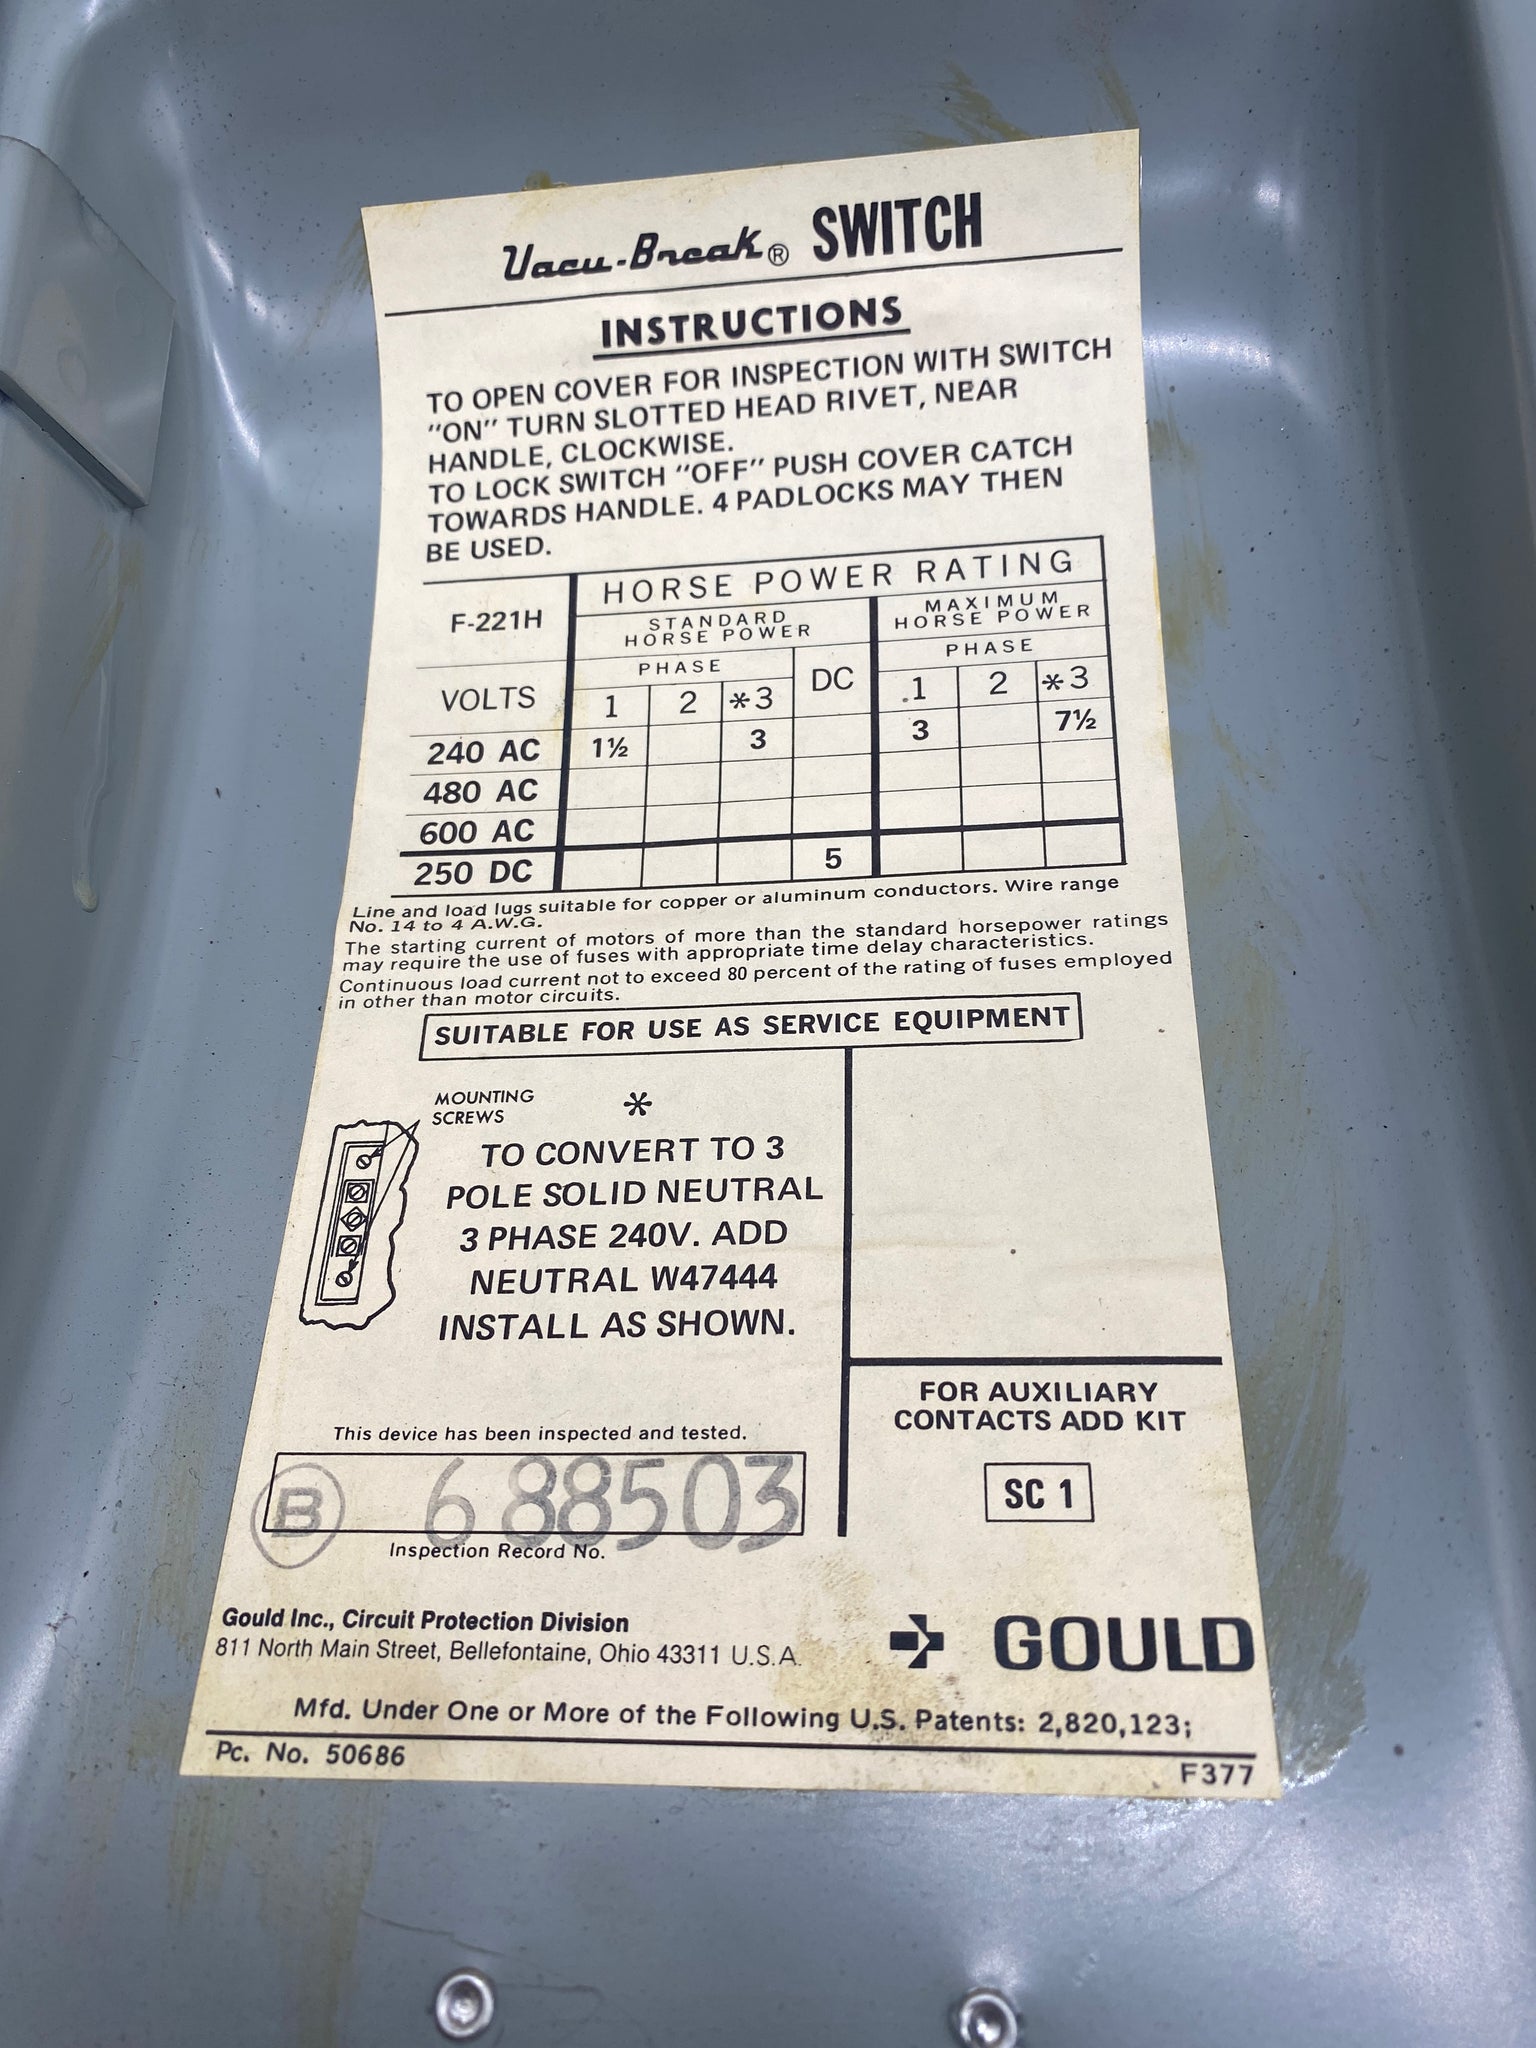 Vacu-Break® SWITCH
INSTRUCTIONS
TO OPEN COVER FOR INSPECTION WITH SWITCH
"ON" TURN SLOTTED HEAD RIVET, NEAR
HANDLE, CLOCKWISE.
TO LOCK SWITCH "OFF" PUSH COVER CATCH
TOWARDS HANDLE. 4 PADLOCKS MAY THEN
BE USED.
F-221H
HORSE POWER RATING
STANDARD
HORSE POWER
MAXIMUM
HORSE POWER
VOLTS
PHASE
DC
PHASE
1 2 *3
1 2 *3
240 AC 1½ 3 3 7½
480 AC
600 AC
250 DC 5
Line and load lugs suitable for copper or aluminum conductors. Wire range
No. 14 to 4 A.W.G.
The starting current of motors of more than the standard horsepower ratings
may require the use of fuses with appropriate time delay characteristics.
Continuous load current not to exceed 80 percent of the rating of fuses employed
in other than motor circuits.
SUITABLE FOR USE AS SERVICE EQUIPMENT
MOUNTING
SCREWS
*
TO CONVERT TO 3
POLE SOLID NEUTRAL
3 PHASE 240V. ADD
NEUTRAL W47444
INSTALL AS SHOWN.
FOR AUXILIARY
CONTACTS ADD KIT
SC 1
This device has been inspected and tested.
B 688503
Inspection Record No.
Gould Inc., Circuit Protection Division
811 North Main Street, Bellefontaine, Ohio 43311 U.S.A.
GOULD
Mfd. Under One or More of the Following U.S. Patents: 2,820,123;
Pc. No. 50686
F377